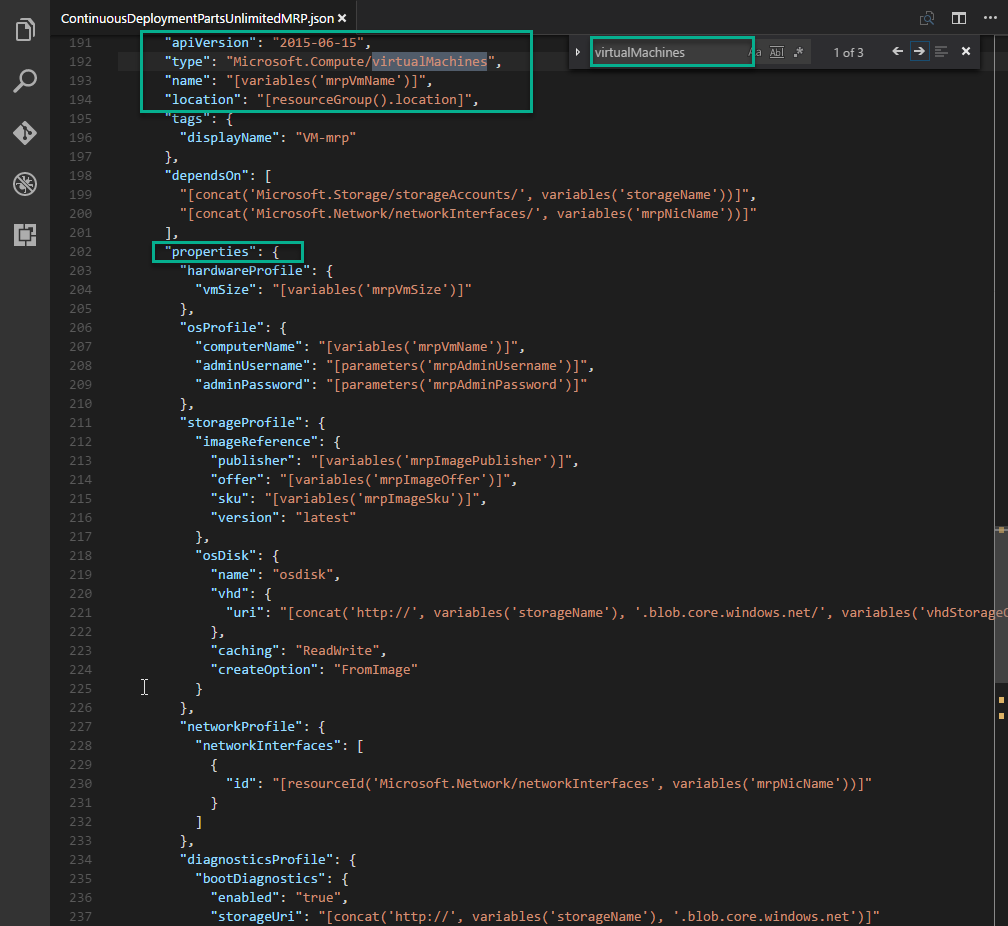 ContinuousDeploymentPartsUnlimitedMRP.json ×
virtualMachines Aa Abl .* 1 of 3
191 "apiVersion": "2015-06-15",
192 "type": "Microsoft.Compute/virtualMachines",
193 "name": "[variables('mrpVmName')]",
194 "location": "[resourceGroup().location]",
195 "tags": {
196 "displayName": "VM-mrp"
197 },
198 "dependsOn": [
199 "[concat('Microsoft.Storage/storageAccounts/', variables('storageName'))]",
200 "[concat('Microsoft.Network/networkInterfaces/', variables('mrpNicName'))]"
201 ],
202 "properties": {
203 "hardwareProfile": {
204 "vmSize": "[variables('mrpVmSize')]"
205 },
206 "osProfile": {
207 "computerName": "[variables('mrpVmName')]",
208 "adminUsername": "[parameters('mrpAdminUsername')]",
209 "adminPassword": "[parameters('mrpAdminPassword')]"
210 },
211 "storageProfile": {
212 "imageReference": {
213 "publisher": "[variables('mrpImagePublisher')]",
214 "offer": "[variables('mrpImageOffer')]",
215 "sku": "[variables('mrpImageSku')]",
216 "version": "latest"
217 },
218 "osDisk": {
219 "name": "osdisk",
220 "vhd": {
221 "uri": "[concat('http://', variables('storageName'), '.blob.core.windows.net/', variables('vhdStorage
222 },
223 "caching": "ReadWrite",
224 "createOption": "FromImage"
225 }
226 },
227 "networkProfile": {
228 "networkInterfaces": [
229 {
230 "id": "[resourceId('Microsoft.Network/networkInterfaces', variables('mrpNicName'))]"
231 }
232 ]
233 },
234 "diagnosticsProfile": {
235 "bootDiagnostics": {
236 "enabled": "true",
237 "storageUri": "[concat('http://', variables('storageName'), '.blob.core.windows.net')]"